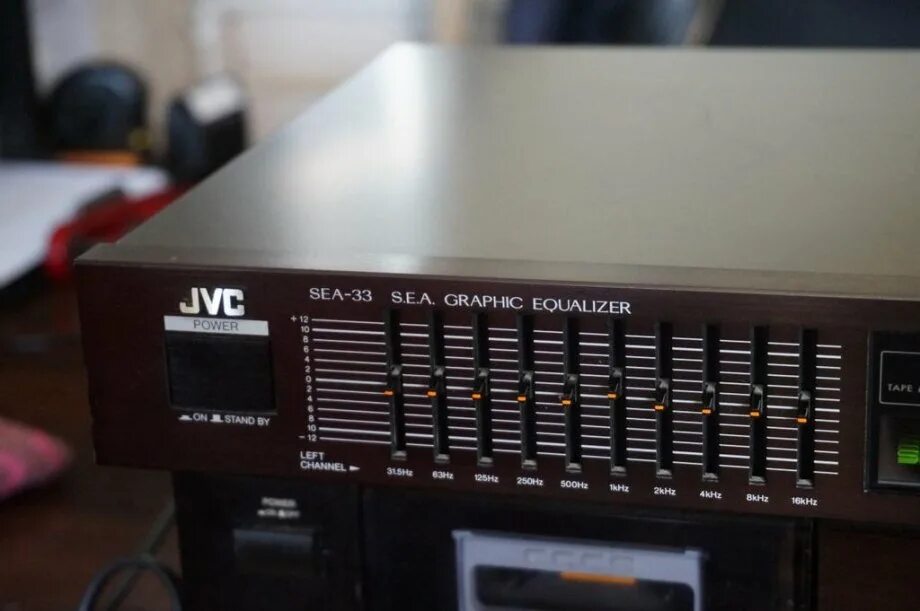 JVC
POWER
ON STAND BY
SEA-33 S.E.A. GRAPHIC EQUALIZER
+12
10
8
6
4
2
0
2
4
6
8
10
-12
LEFT
CHANNEL
31.5Hz 63Hz 125Hz 250Hz 500Hz 1kHz 2kHz 4kHz 8kHz 16kHz
TAPE
POWER